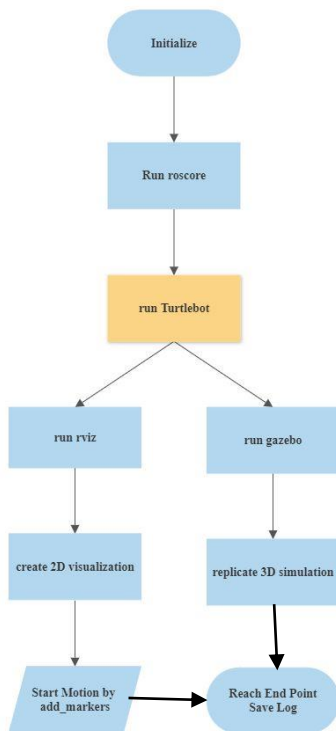 Initialize
Run roscore
run Turtlebot
run rviz
run gazebo
create 2D visualization
replicate 3D simulation
Start Motion by
add_markers
Reach End Point
Save Log